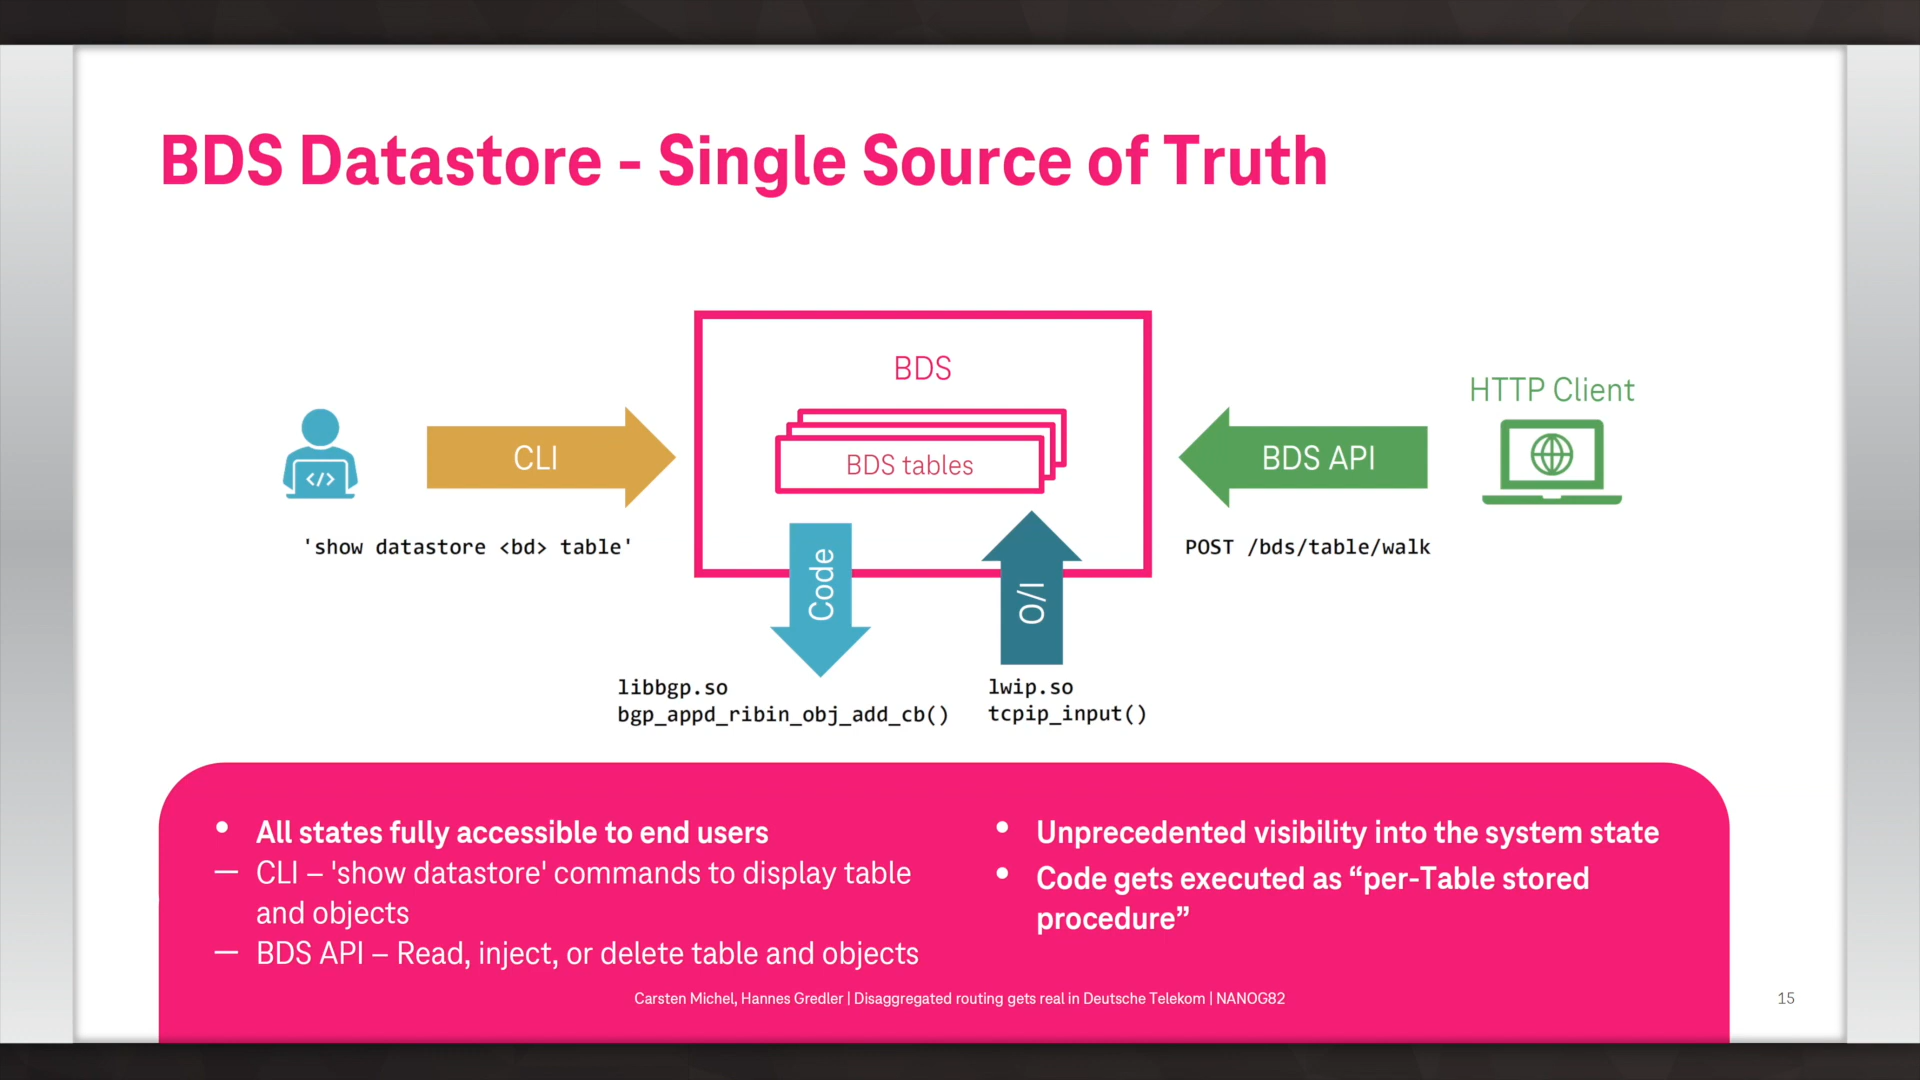 BDS Datastore - Single Source of Truth
BDS
HTTP Client
</>
CLI
BDS tables
BDS API
'show datastore <bd> table'
POST /bds/table/walk
Code
I/O
libbgp.so
bgp_appd_ribin_obj_add_cb()
lwip.so
tcpip_input()
• All states fully accessible to end users
— CLI – 'show datastore' commands to display table
and objects
— BDS API – Read, inject, or delete table and objects
• Unprecedented visibility into the system state
• Code gets executed as “per-Table stored
procedure”
Carsten Michel, Hannes Gredler | Disaggregated routing gets real in Deutsche Telekom | NANOG82
15